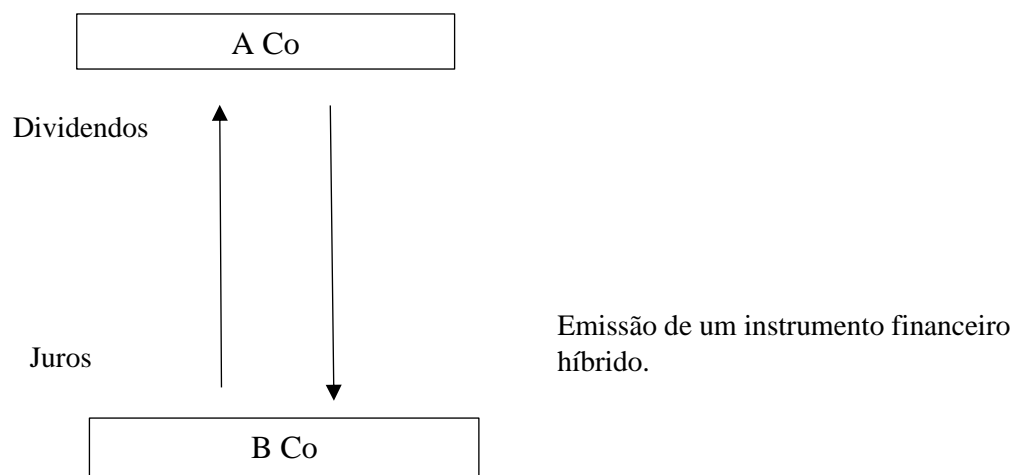 A Co
Dividendos
Emissão de um instrumento financeiro
híbrido.
Juros
B Co